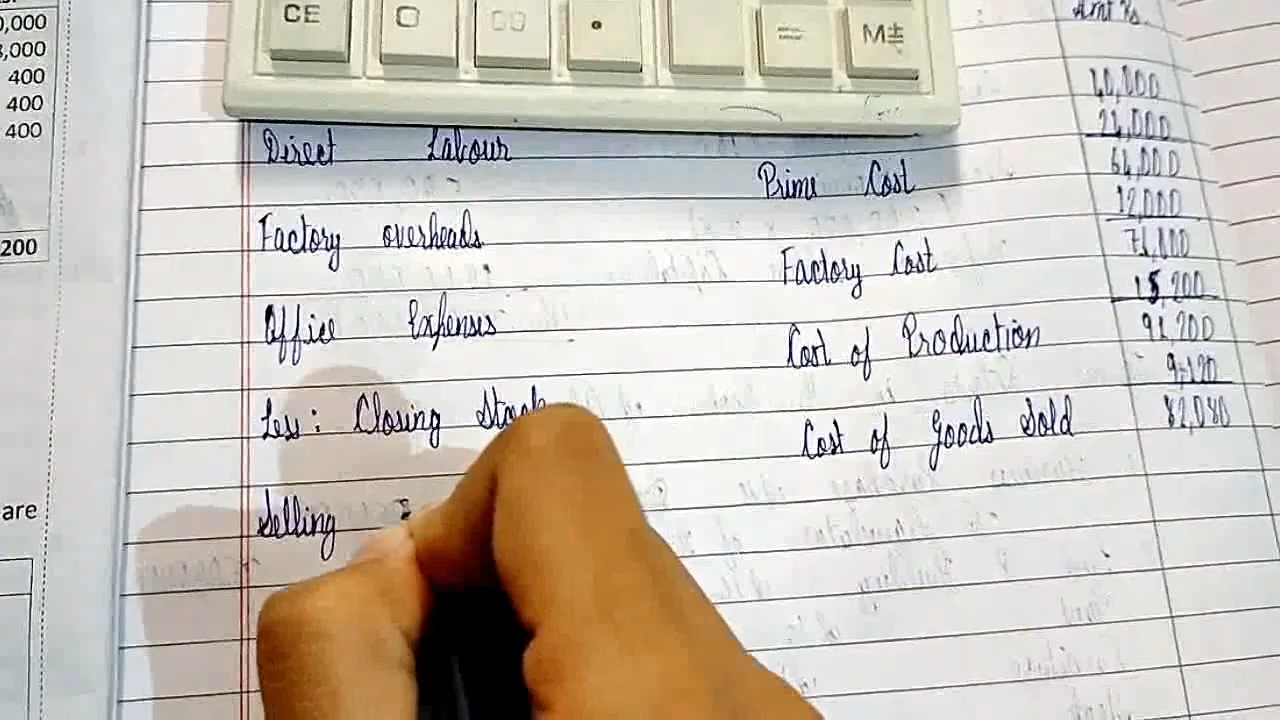 CE 0 00 • M±
Amt Rs.
0,000
,000
400
400
400
200
are
40,000
24,000
Direct Labour
Prime Cost 64,000
Factory overheads 12,000
Factory Cost 76,000
Office Expenses 15,200
Cost of Production 91,200
Less: Closing Stock 9,120
Cost of Goods Sold 82,080
Selling